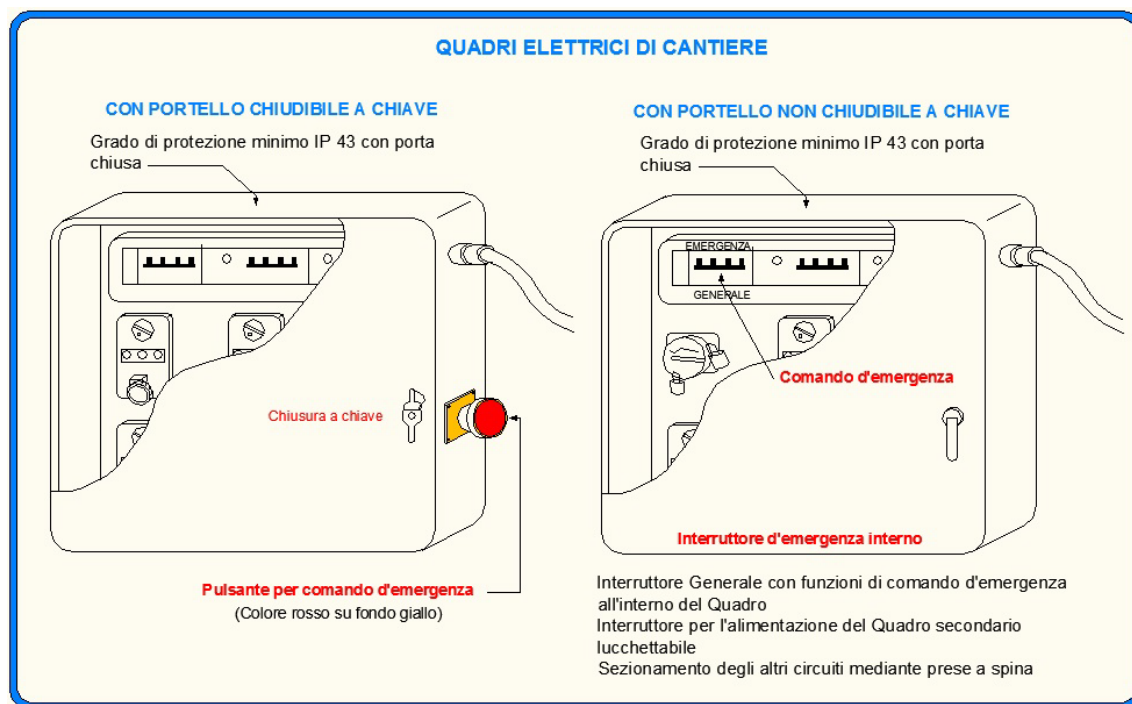 QUADRI ELETTRICI DI CANTIERE
CON PORTELLO CHIUDIBILE A CHIAVE
Grado di protezione minimo IP 43 con porta
chiusa
Chiusura a chiave
Pulsante per comando d'emergenza
(Colore rosso su fondo giallo)
CON PORTELLO NON CHIUDIBILE A CHIAVE
Grado di protezione minimo IP 43 con porta
chiusa
EMERGENZA
GENERALE
Comando d'emergenza
Interruttore d'emergenza interno
Interruttore Generale con funzioni di comando d'emergenza
all'interno del Quadro
Interruttore per l'alimentazione del Quadro secondario
lucchettabile
Sezionamento degli altri circuiti mediante prese a spina